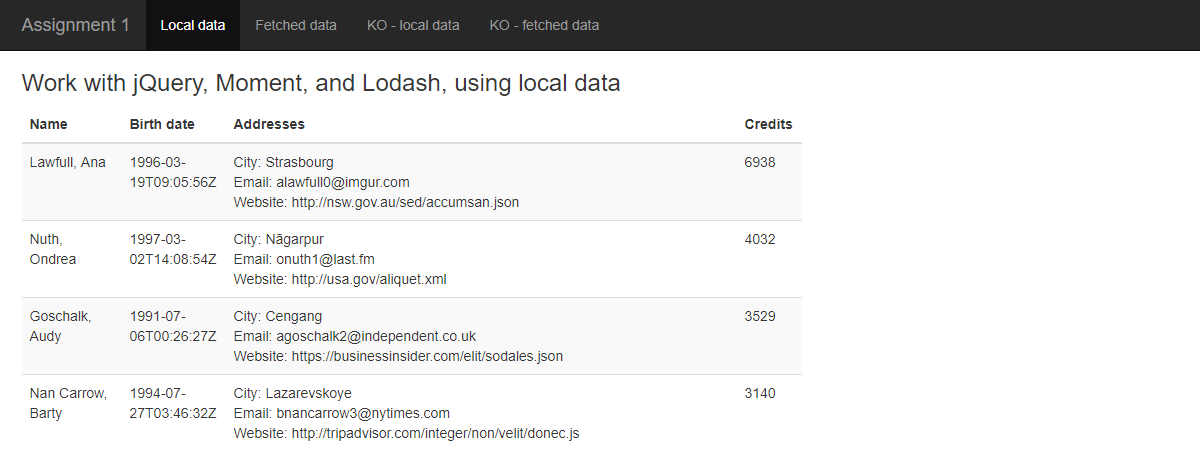 Assignment 1 Local data Fetched data KO - local data KO - fetched data
Work with jQuery, Moment, and Lodash, using local data
Name Birth date Addresses Credits
Lawfull, Ana 1996-03- City: Strasbourg 6938
19T09:05:56Z Email: alawfull0@imgur.com
Website: http://nsw.gov.au/sed/accumsan.json
Nuth, 1997-03- City: Nāgarpur 4032
Ondrea 02T14:08:54Z Email: onuth1@last.fm
Website: http://usa.gov/aliquet.xml
Goschalk, 1991-07- City: Cengang 3529
Audy 06T00:26:27Z Email: agoschalk2@independent.co.uk
Website: https://businessinsider.com/elit/sodales.json
Nan Carrow, 1994-07- City: Lazarevskoye 3140
Barty 27T03:46:32Z Email: bnancarrow3@nytimes.com
Website: http://tripadvisor.com/integer/non/velit/donec.js